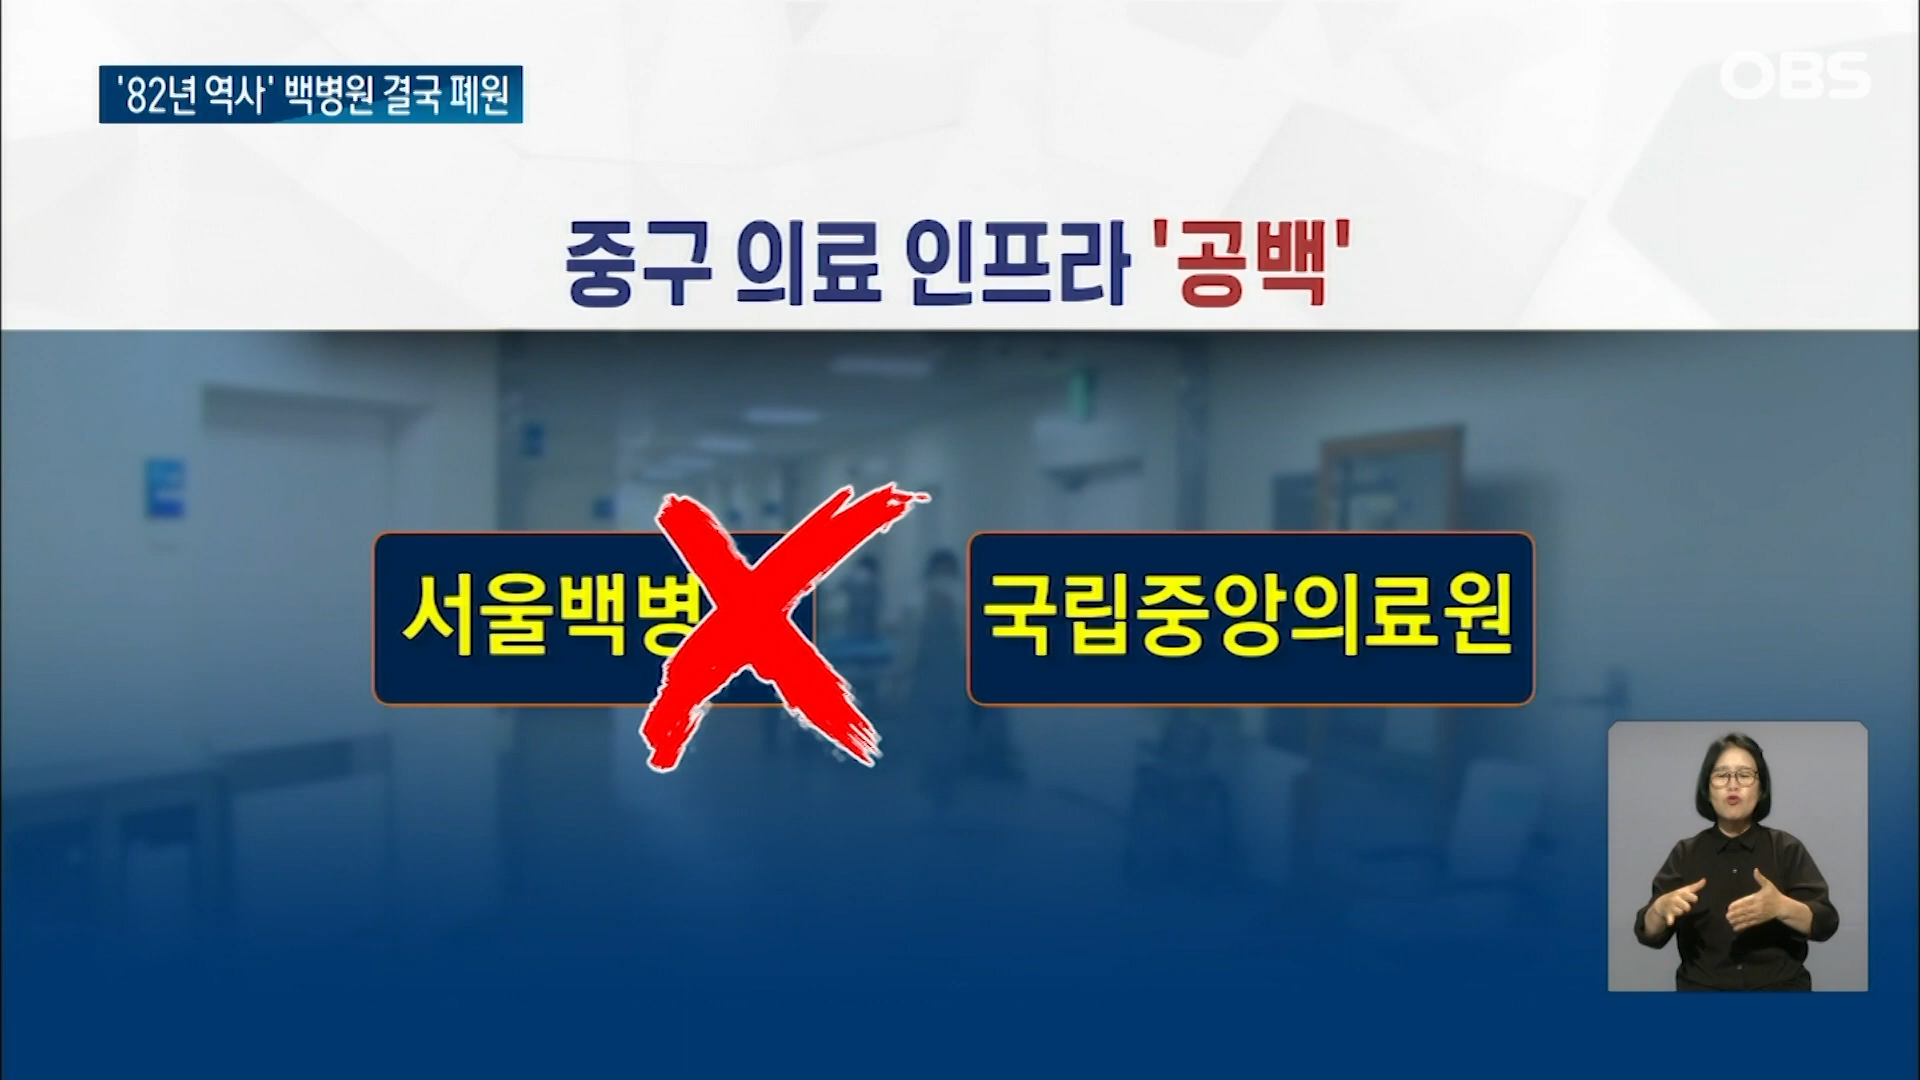 '82년 역사' 백병원 결국 폐원
OBS
중구 의료 인프라 '공백'
서울백병
국립중앙의료원